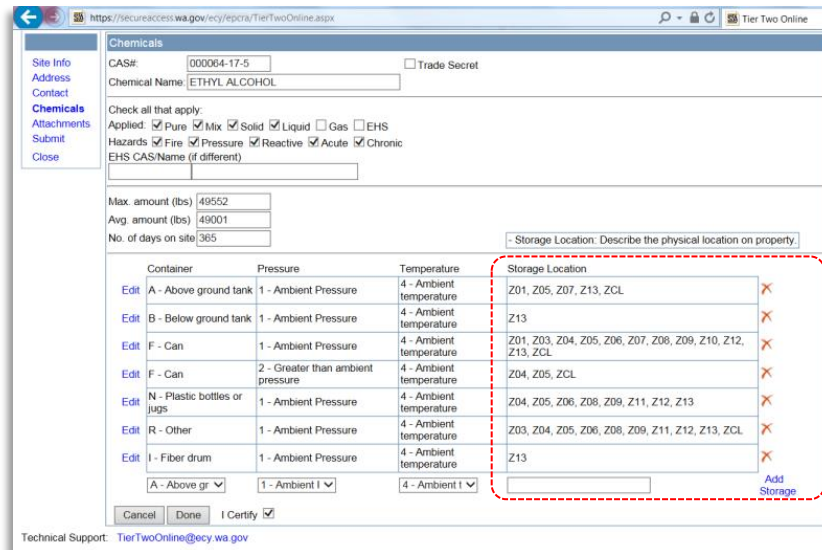 https://secureaccess.wa.gov/ecy/epcra/TierTwoOnline.aspx
Tier Two Online
Site Info
Address
Contact
Chemicals
Attachments
Submit
Close
Chemicals
CAS#: 000064-17-5 Trade Secret
Chemical Name: ETHYL ALCOHOL
Check all that apply:
Applied: Pure Mix Solid Liquid Gas EHS
Hazards Fire Pressure Reactive Acute Chronic
EHS CAS/Name (if different)
Max. amount (lbs) 49552
Avg. amount (lbs) 49001
No. of days on site 365
- Storage Location: Describe the physical location on property.
Container Pressure Temperature Storage Location
Edit A - Above ground tank 1 - Ambient Pressure 4 - Ambient temperature Z01, Z05, Z07, Z13, ZCL
Edit B - Below ground tank 1 - Ambient Pressure 4 - Ambient temperature Z13
Edit F - Can 1 - Ambient Pressure 4 - Ambient temperature Z01, Z03, Z04, Z05, Z06, Z07, Z08, Z09, Z10, Z12, Z13, ZCL
Edit F - Can 2 - Greater than ambient pressure 4 - Ambient temperature Z04, Z05, ZCL
Edit N - Plastic bottles or jugs 1 - Ambient Pressure 4 - Ambient temperature Z04, Z05, Z06, Z08, Z09, Z11, Z12, Z13
Edit R - Other 1 - Ambient Pressure 4 - Ambient temperature Z03, Z04, Z05, Z06, Z08, Z09, Z11, Z12, Z13, ZCL
Edit I - Fiber drum 1 - Ambient Pressure 4 - Ambient temperature Z13
A - Above gr 1 - Ambient I 4 - Ambient t Add Storage
Cancel Done I Certify
Technical Support: TierTwoOnline@ecy.wa.gov